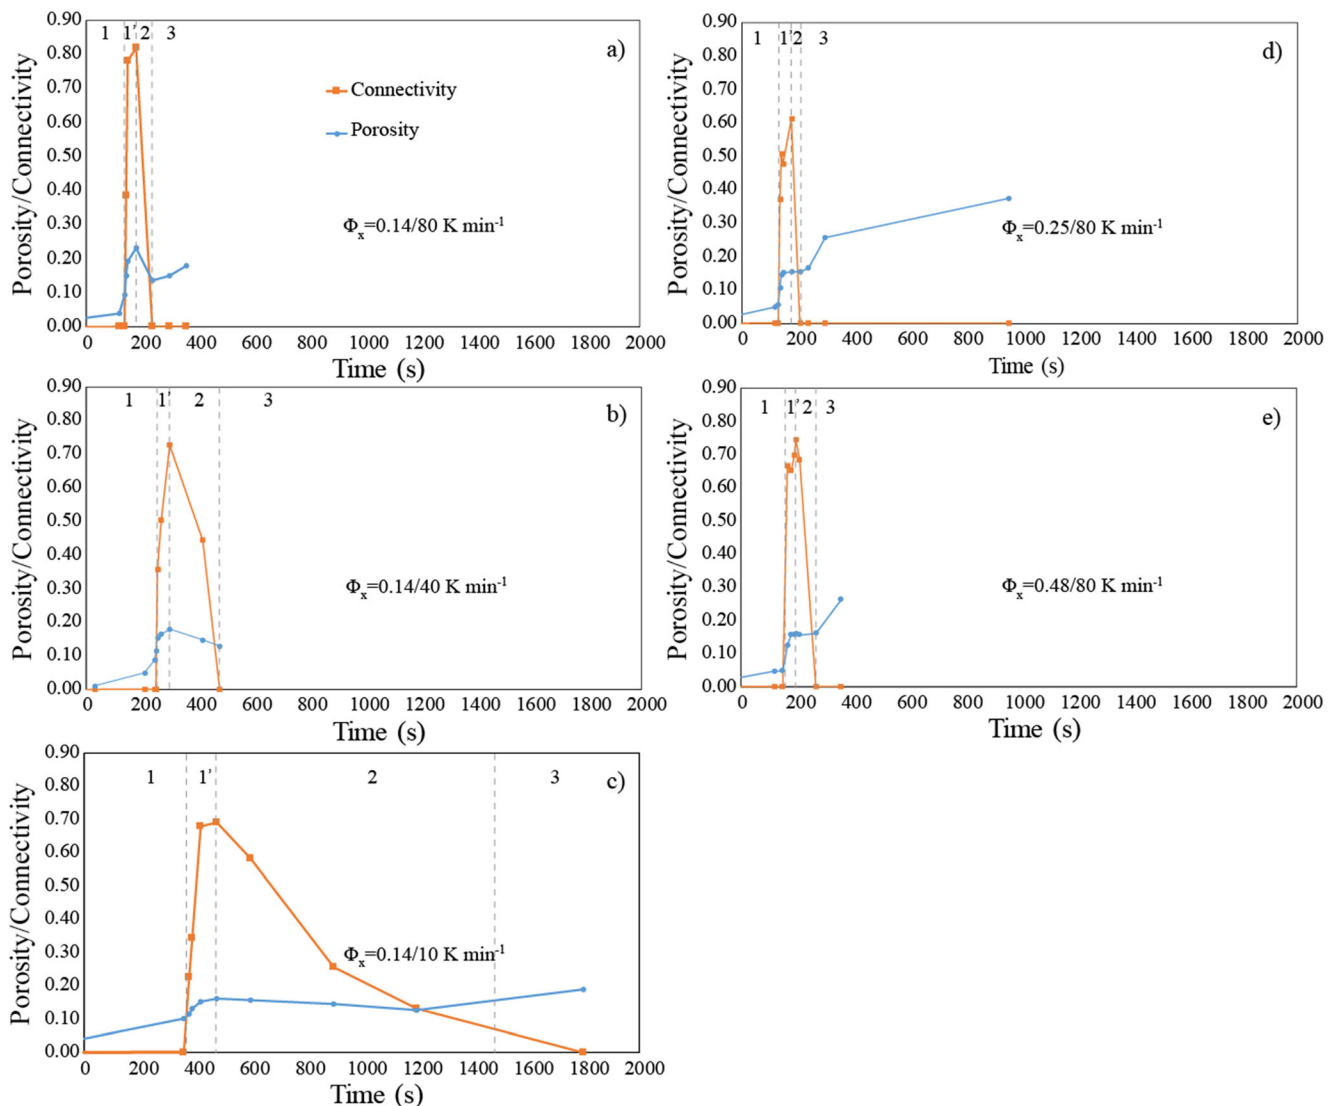 a)
1 1' 2 3
Porosity/Connectivity
0.90
0.80
0.70
0.60
0.50
0.40
0.30
0.20
0.10
0.00
Connectivity
Porosity
Φx=0.14/80 K min-1
0 200 400 600 800 1000 1200 1400 1600 1800 2000
Time (s)
d)
1 1' 2 3
Porosity/Connectivity
0.90
0.80
0.70
0.60
0.50
0.40
0.30
0.20
0.10
0.00
Φx=0.25/80 K min-1
0 200 400 600 800 1000 1200 1400 1600 1800 2000
Time (s)
b)
1 1' 2 3
Porosity/Connectivity
0.90
0.80
0.70
0.60
0.50
0.40
0.30
0.20
0.10
0.00
Φx=0.14/40 K min-1
0 200 400 600 800 1000 1200 1400 1600 1800 2000
Time (s)
e)
1 1' 2 3
Porosity/Connectivity
0.90
0.80
0.70
0.60
0.50
0.40
0.30
0.20
0.10
0.00
Φx=0.48/80 K min-1
0 200 400 600 800 1000 1200 1400 1600 1800 2000
Time (s)
c)
1 1' 2 3
Porosity/Connectivity
0.90
0.80
0.70
0.60
0.50
0.40
0.30
0.20
0.10
0.00
Φx=0.14/10 K min-1
0 200 400 600 800 1000 1200 1400 1600 1800 2000
Time (s)